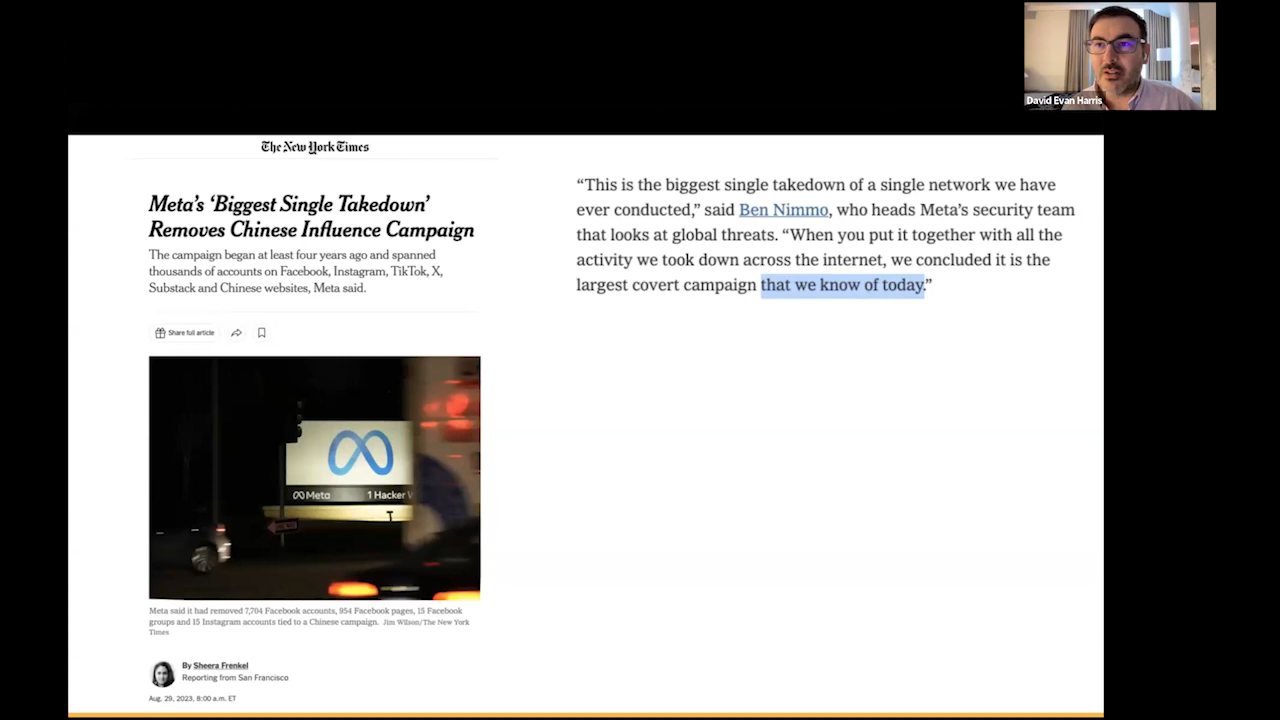 David Evan Harris
The New York Times
Meta's 'Biggest Single Takedown'
Removes Chinese Influence Campaign
The campaign began at least four years ago and spanned
thousands of accounts on Facebook, Instagram, TikTok, X,
Substack and Chinese websites, Meta said.
Share full article
Meta
1 Hacker
Meta said it had removed 7,704 Facebook accounts, 954 Facebook pages, 15 Facebook
groups and 15 Instagram accounts tied to a Chinese campaign. Jim Wilson/The New York
Times
By Sheera Frenkel
Reporting from San Francisco
Aug. 29, 2023, 8:00 a.m. ET
“This is the biggest single takedown of a single network we have
ever conducted,” said Ben Nimmo, who heads Meta’s security team
that looks at global threats. “When you put it together with all the
activity we took down across the internet, we concluded it is the
largest covert campaign that we know of today.”